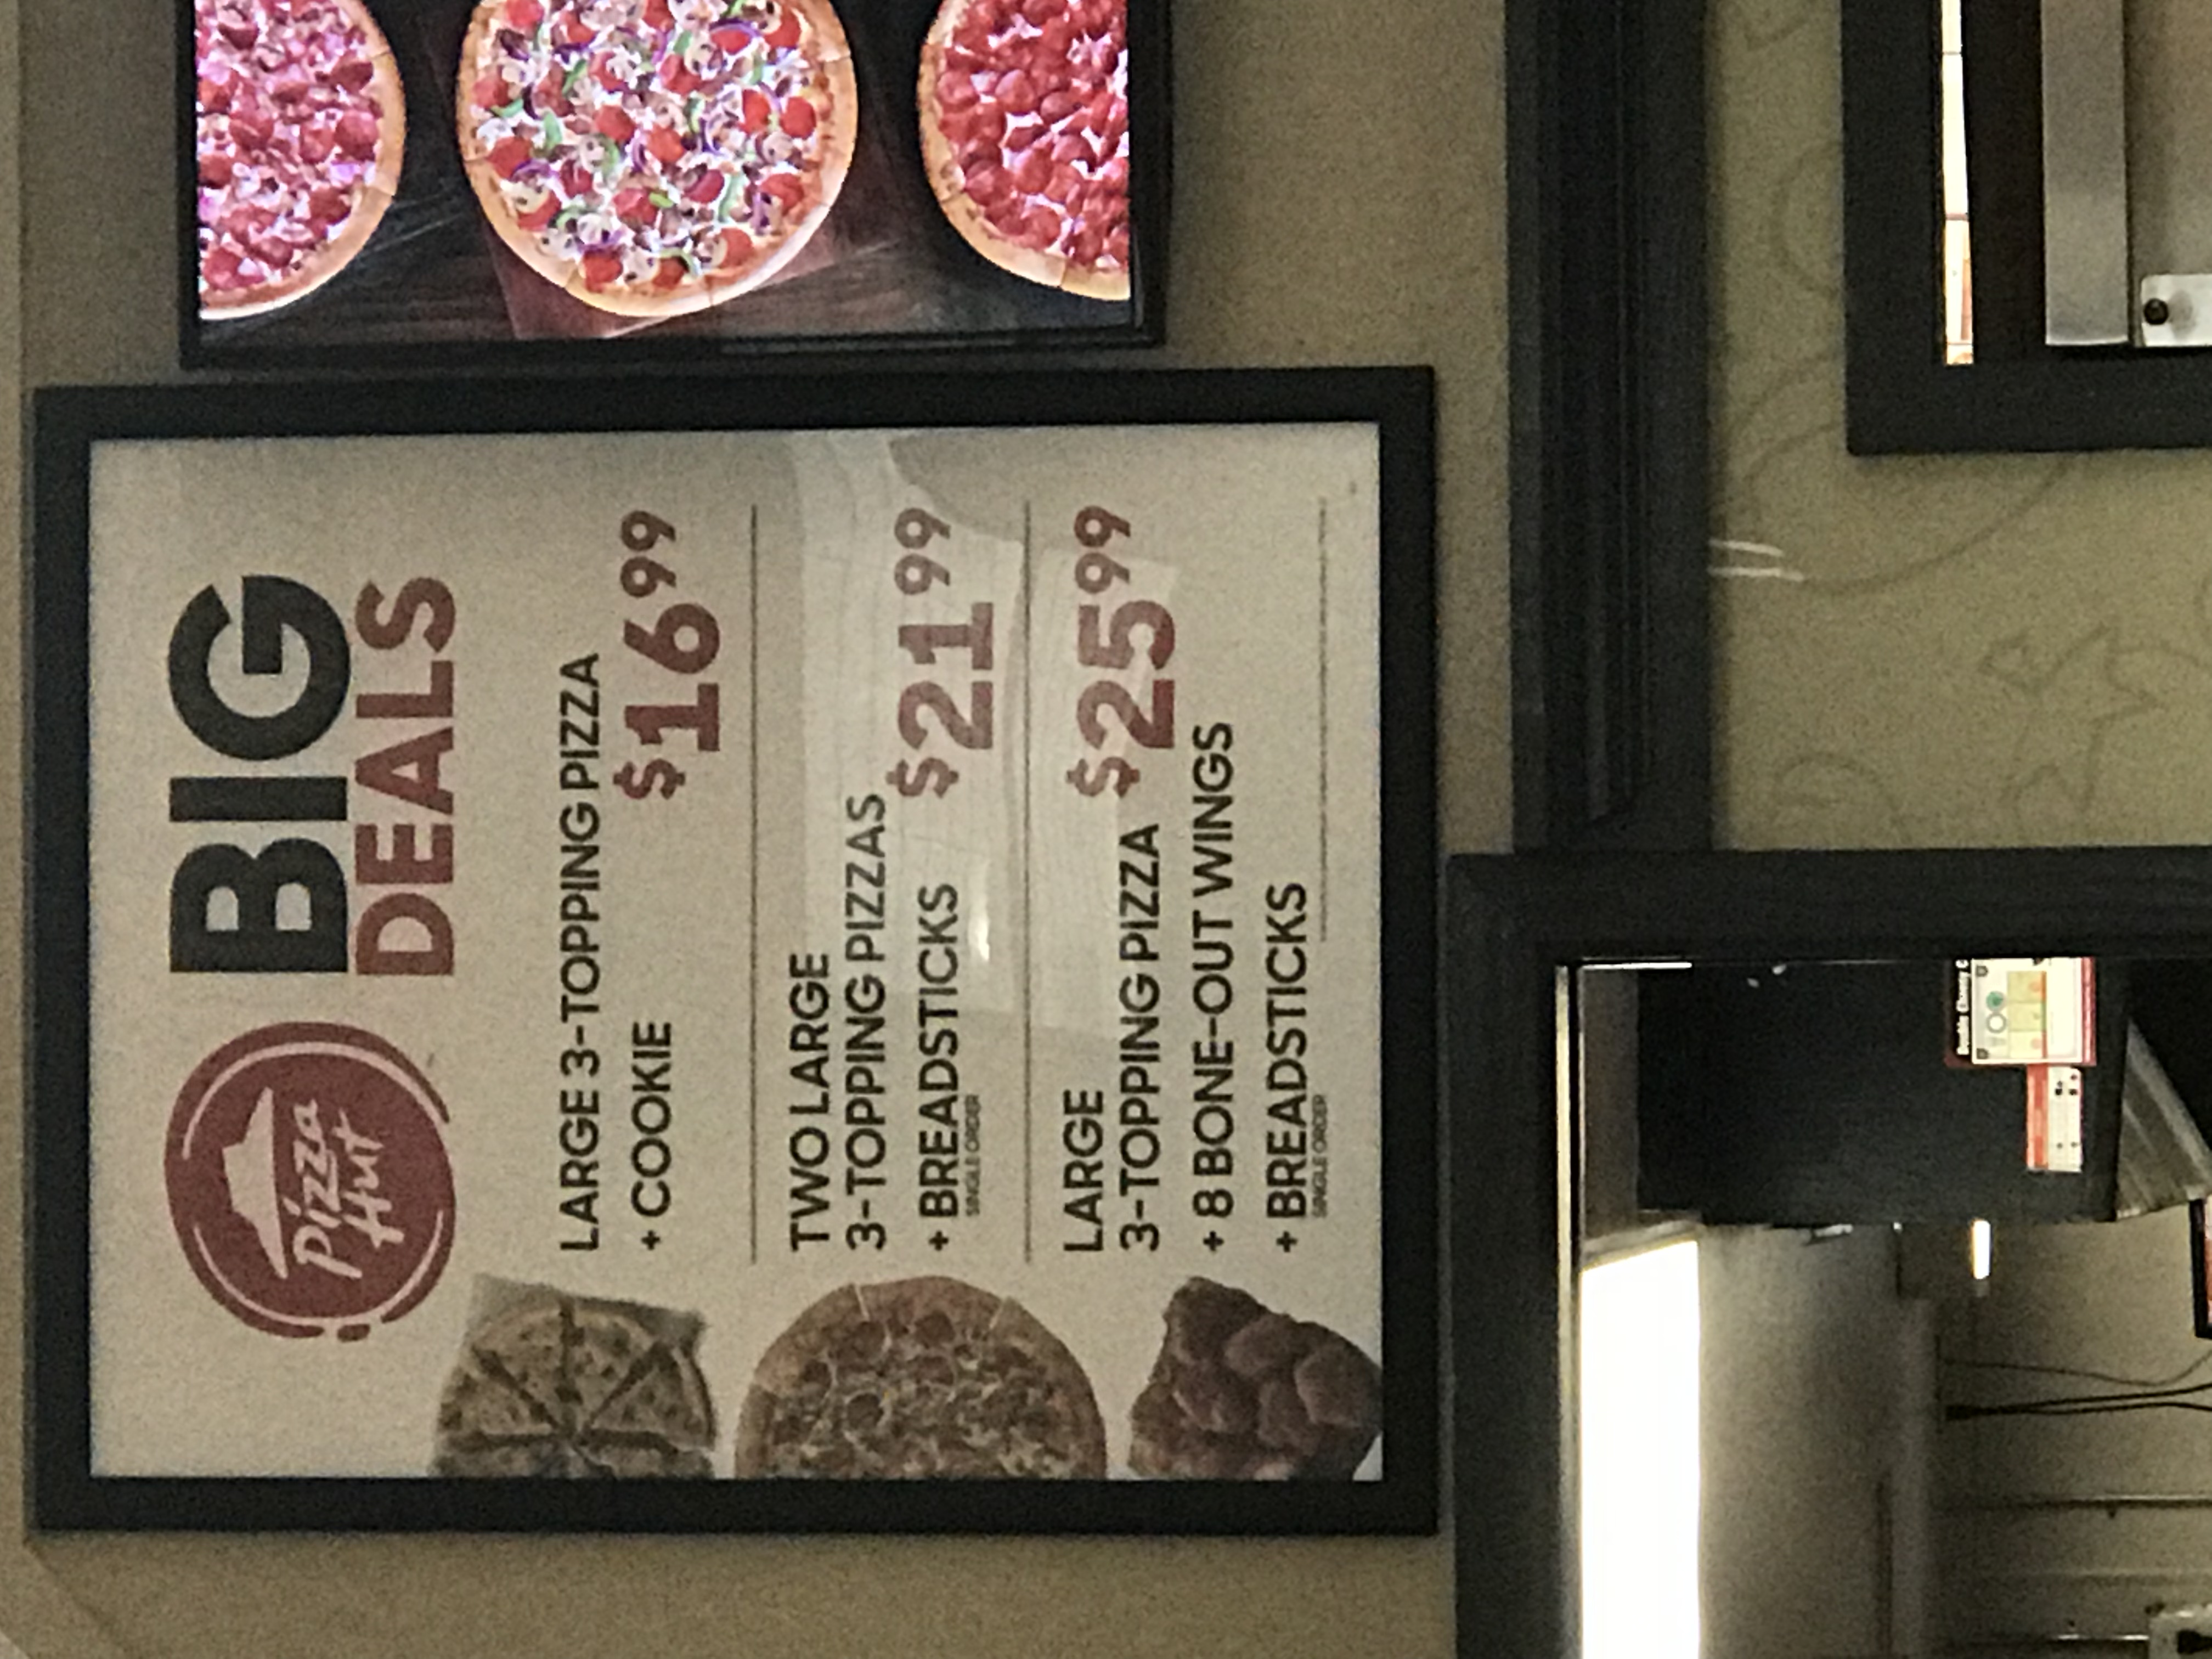 Pizza
Hut
BIG
DEALS
LARGE 3-TOPPING PIZZA
+ COOKIE
$16.99
TWO LARGE
3-TOPPING PIZZAS
+ BREADSTICKS
SINGLE ORDER
$21.99
LARGE
3-TOPPING PIZZA
+ 8 BONE-OUT WINGS
+ BREADSTICKS
SINGLE ORDER
$25.99